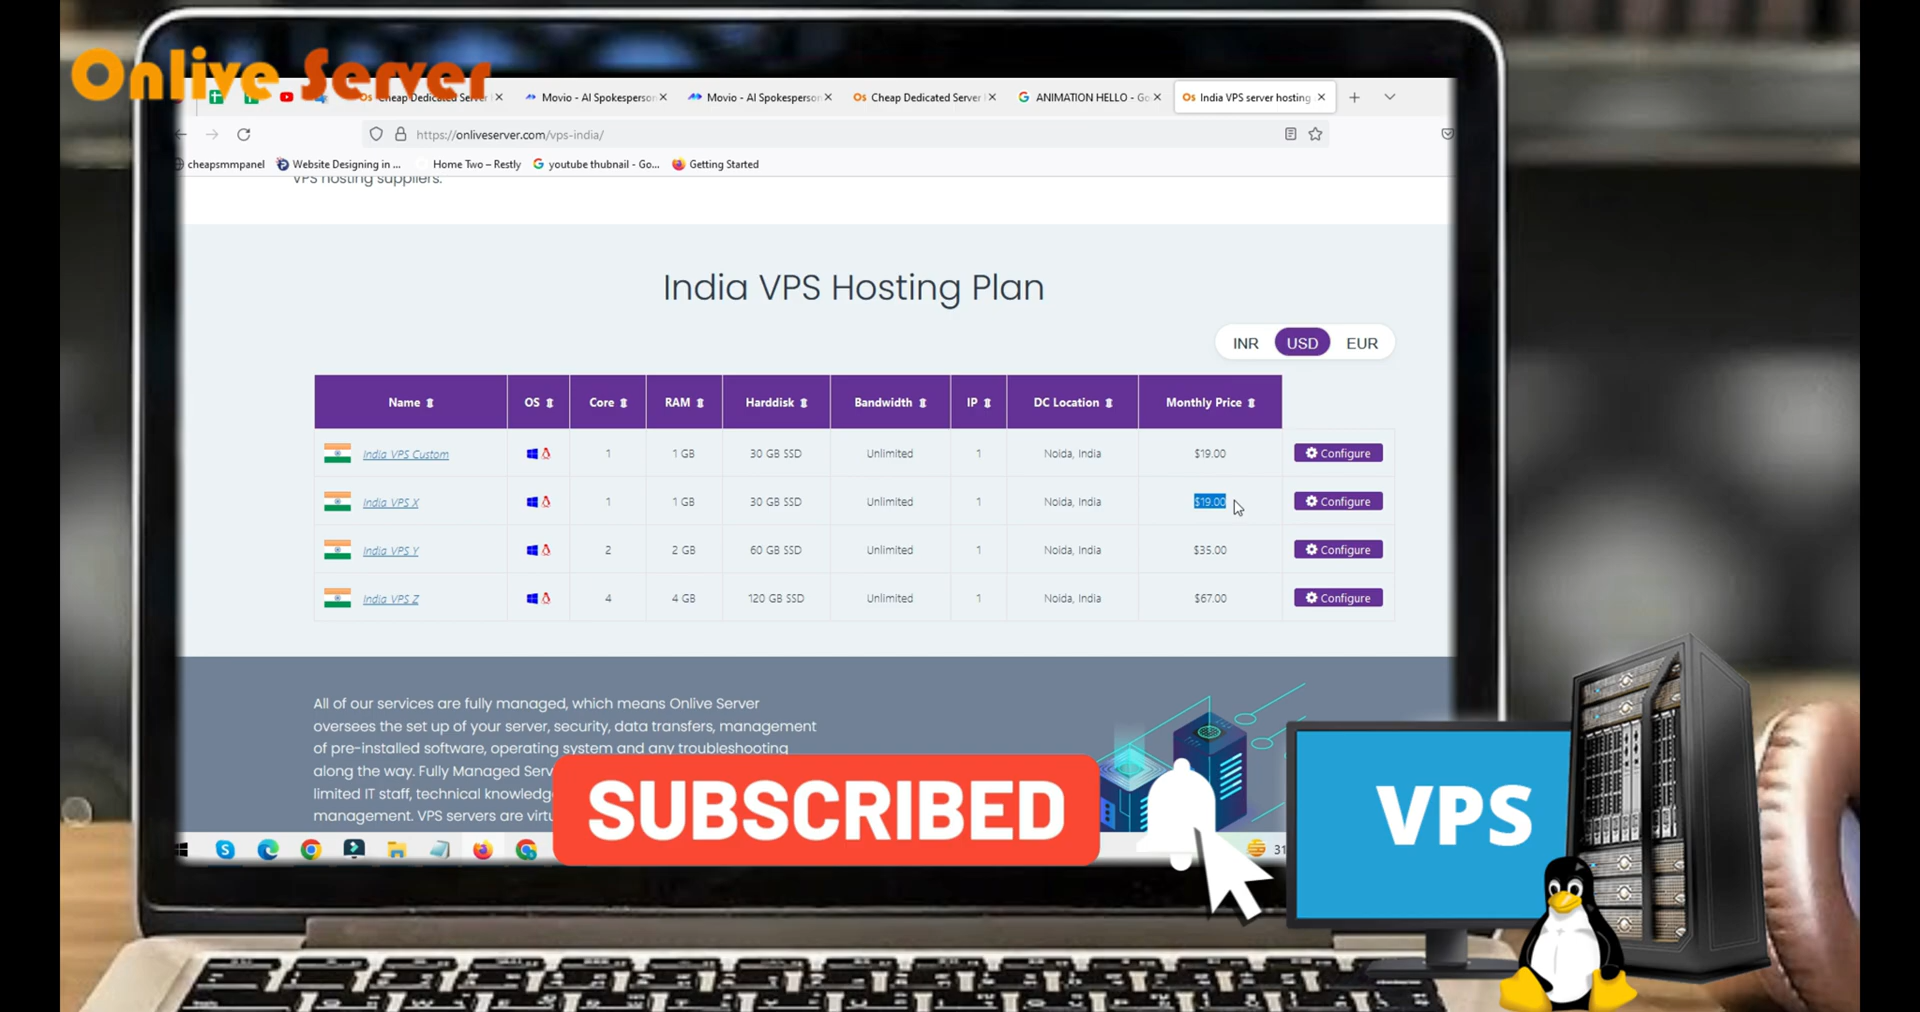 Onlive Server
Cheap Dedicated Server
Movio - AI Spokesperson
Movio - AI Spokesperson
Cheap Dedicated Server
ANIMATION HELLO - Go
India VPS server hosting
https://onliveserver.com/vps-india/
cheapsmmpanel
Website Designing in ...
Home Two – Restly
youtube thubnail - Go...
Getting Started
VPS hosting suppliers.
India VPS Hosting Plan
INR USD EUR
Name OS Core RAM Harddisk Bandwidth IP DC Location Monthly Price
India VPS Custom 1 1 GB 30 GB SSD Unlimited 1 Noida, India $19.00 Configure
India VPS X 1 1 GB 30 GB SSD Unlimited 1 Noida, India $19.00 Configure
India VPS Y 2 2 GB 60 GB SSD Unlimited 1 Noida, India $35.00 Configure
India VPS Z 4 4 GB 120 GB SSD Unlimited 1 Noida, India $67.00 Configure
All of our services are fully managed, which means Onlive Server
oversees the set up of your server, security, data transfers, management
of pre-installed software, operating system and any troubleshooting
along the way. Fully Managed Serv
limited IT staff, technical knowledg
management. VPS servers are virtu
SUBSCRIBED
31
VPS